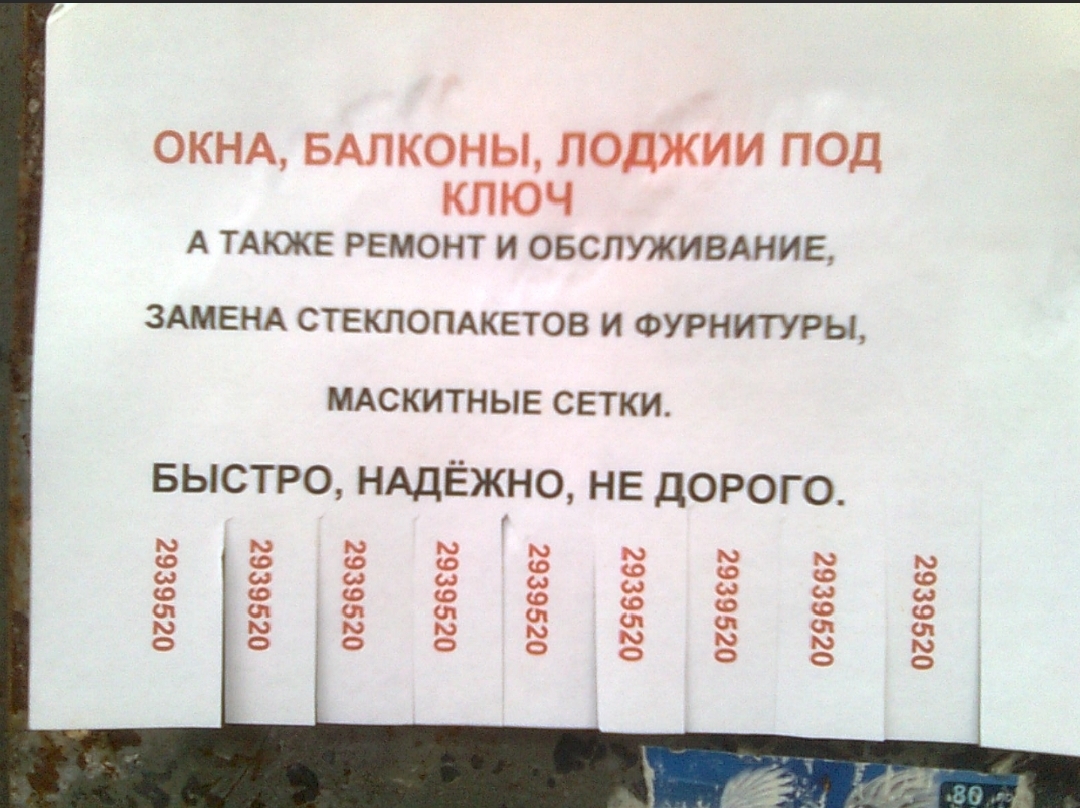 ОКНА, БАЛКОНЫ, ЛОДЖИИ ПОД
КЛЮЧ
А ТАКЖЕ РЕМОНТ И ОБСЛУЖИВАНИЕ,
ЗАМЕНА СТЕКЛОПАКЕТОВ И ФУРНИТУРЫ,
МАСКИТНЫЕ СЕТКИ.
БЫСТРО, НАДЁЖНО, НЕ ДОРОГО.
2939520
2939520
2939520
2939520
2939520
2939520
2939520
2939520
2939520
80